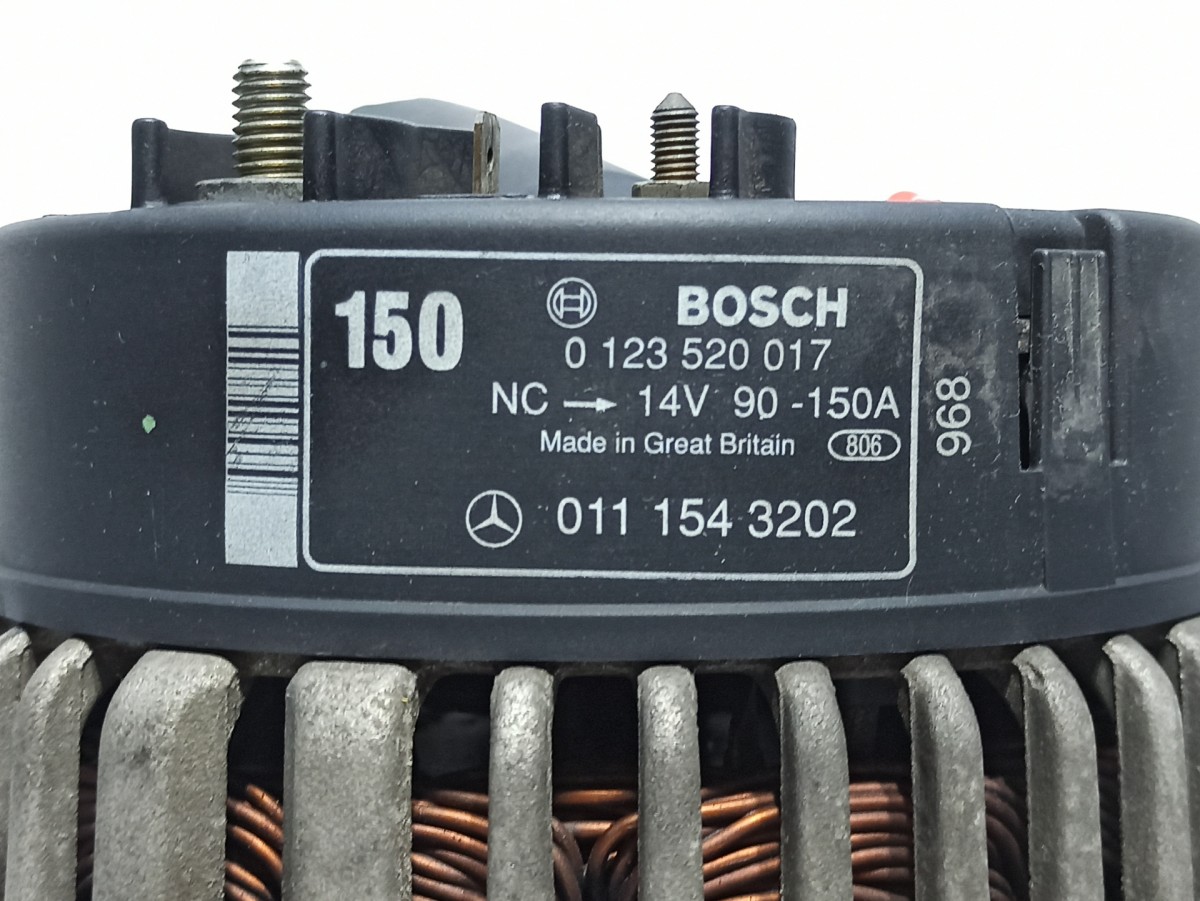 150
BOSCH
0 123 520 017
NC → 14V 90 -150A
Made in Great Britain 806
011 154 3202
968